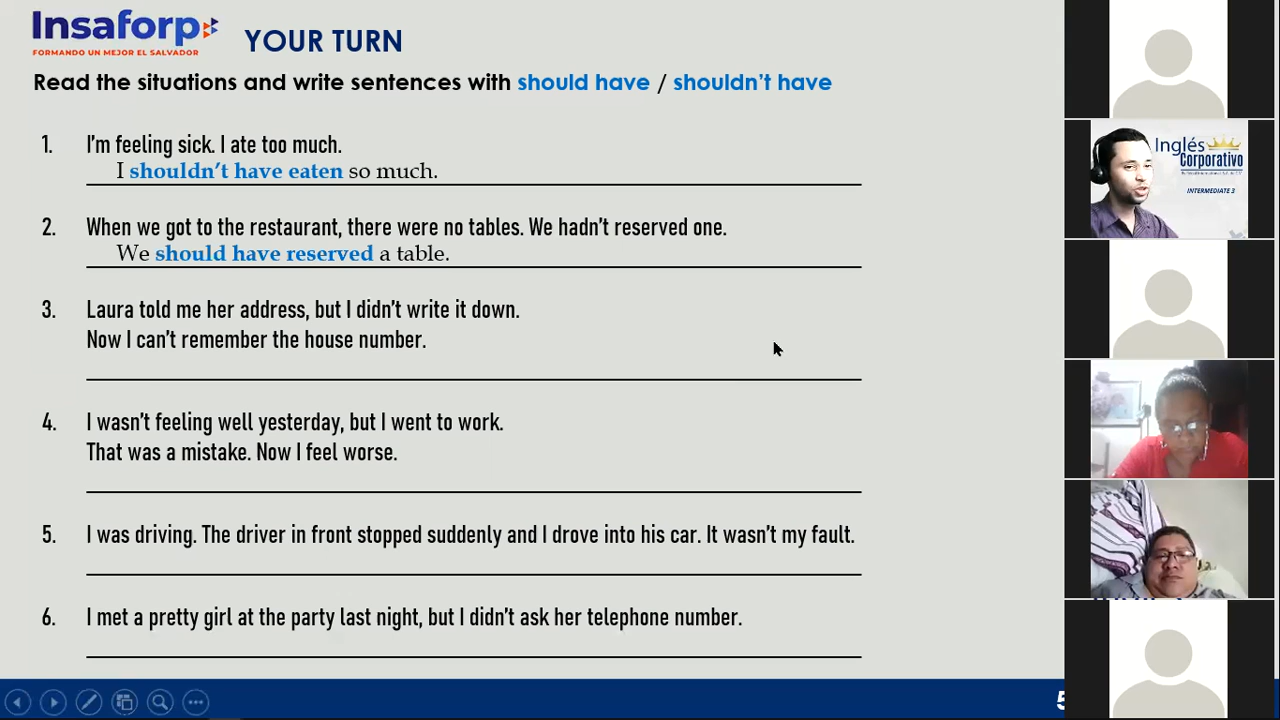 Insaforp
FORMANDO UN MEJOR EL SALVADOR
YOUR TURN
Read the situations and write sentences with should have / shouldn't have
1. I'm feeling sick. I ate too much.
I shouldn't have eaten so much.
2. When we got to the restaurant, there were no tables. We hadn't reserved one.
We should have reserved a table.
3. Laura told me her address, but I didn't write it down.
Now I can't remember the house number.
4. I wasn't feeling well yesterday, but I went to work.
That was a mistake. Now I feel worse.
5. I was driving. The driver in front stopped suddenly and I drove into his car. It wasn't my fault.
6. I met a pretty girl at the party last night, but I didn't ask her telephone number.
Inglés
Corporativo
INTERMEDIATE 3